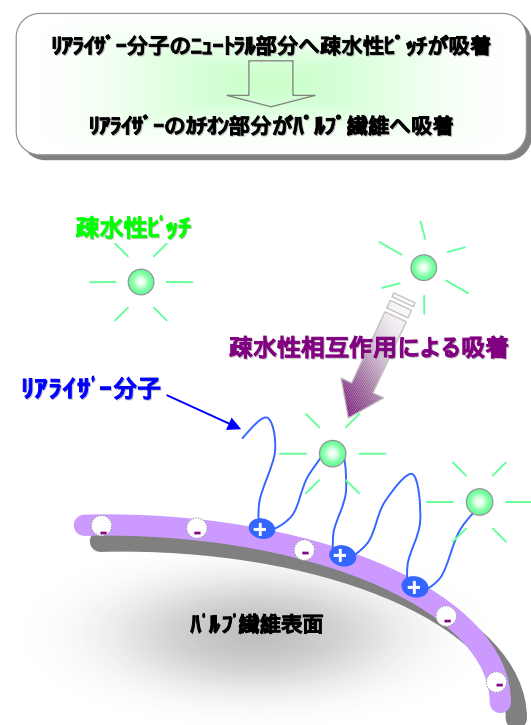 ﾘｱﾗｲｻﾞｰ分子のﾆｭｰﾄﾗﾙ部分へ疎水性ﾋﾟｯﾁが吸着
ﾘｱﾗｲｻﾞｰのｶﾁｵﾝ部分がﾊﾟﾙﾌﾟ繊維へ吸着
疎水性ﾋﾟｯﾁ
疎水性相互作用による吸着
ﾘｱﾗｲｻﾞｰ分子
+
+
+
-
-
-
-
-
ﾊﾟﾙﾌﾟ繊維表面